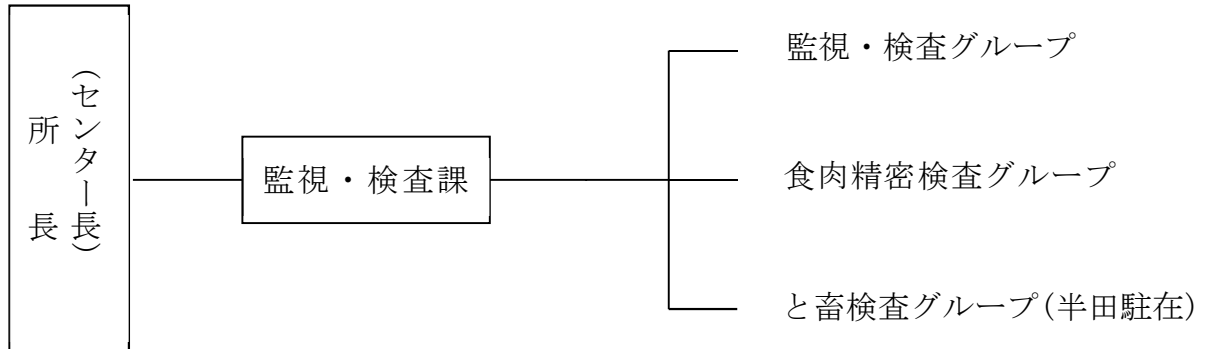 所長
(センター長)
監視・検査課
監視・検査グループ
食肉精密検査グループ
と畜検査グループ(半田駐在)